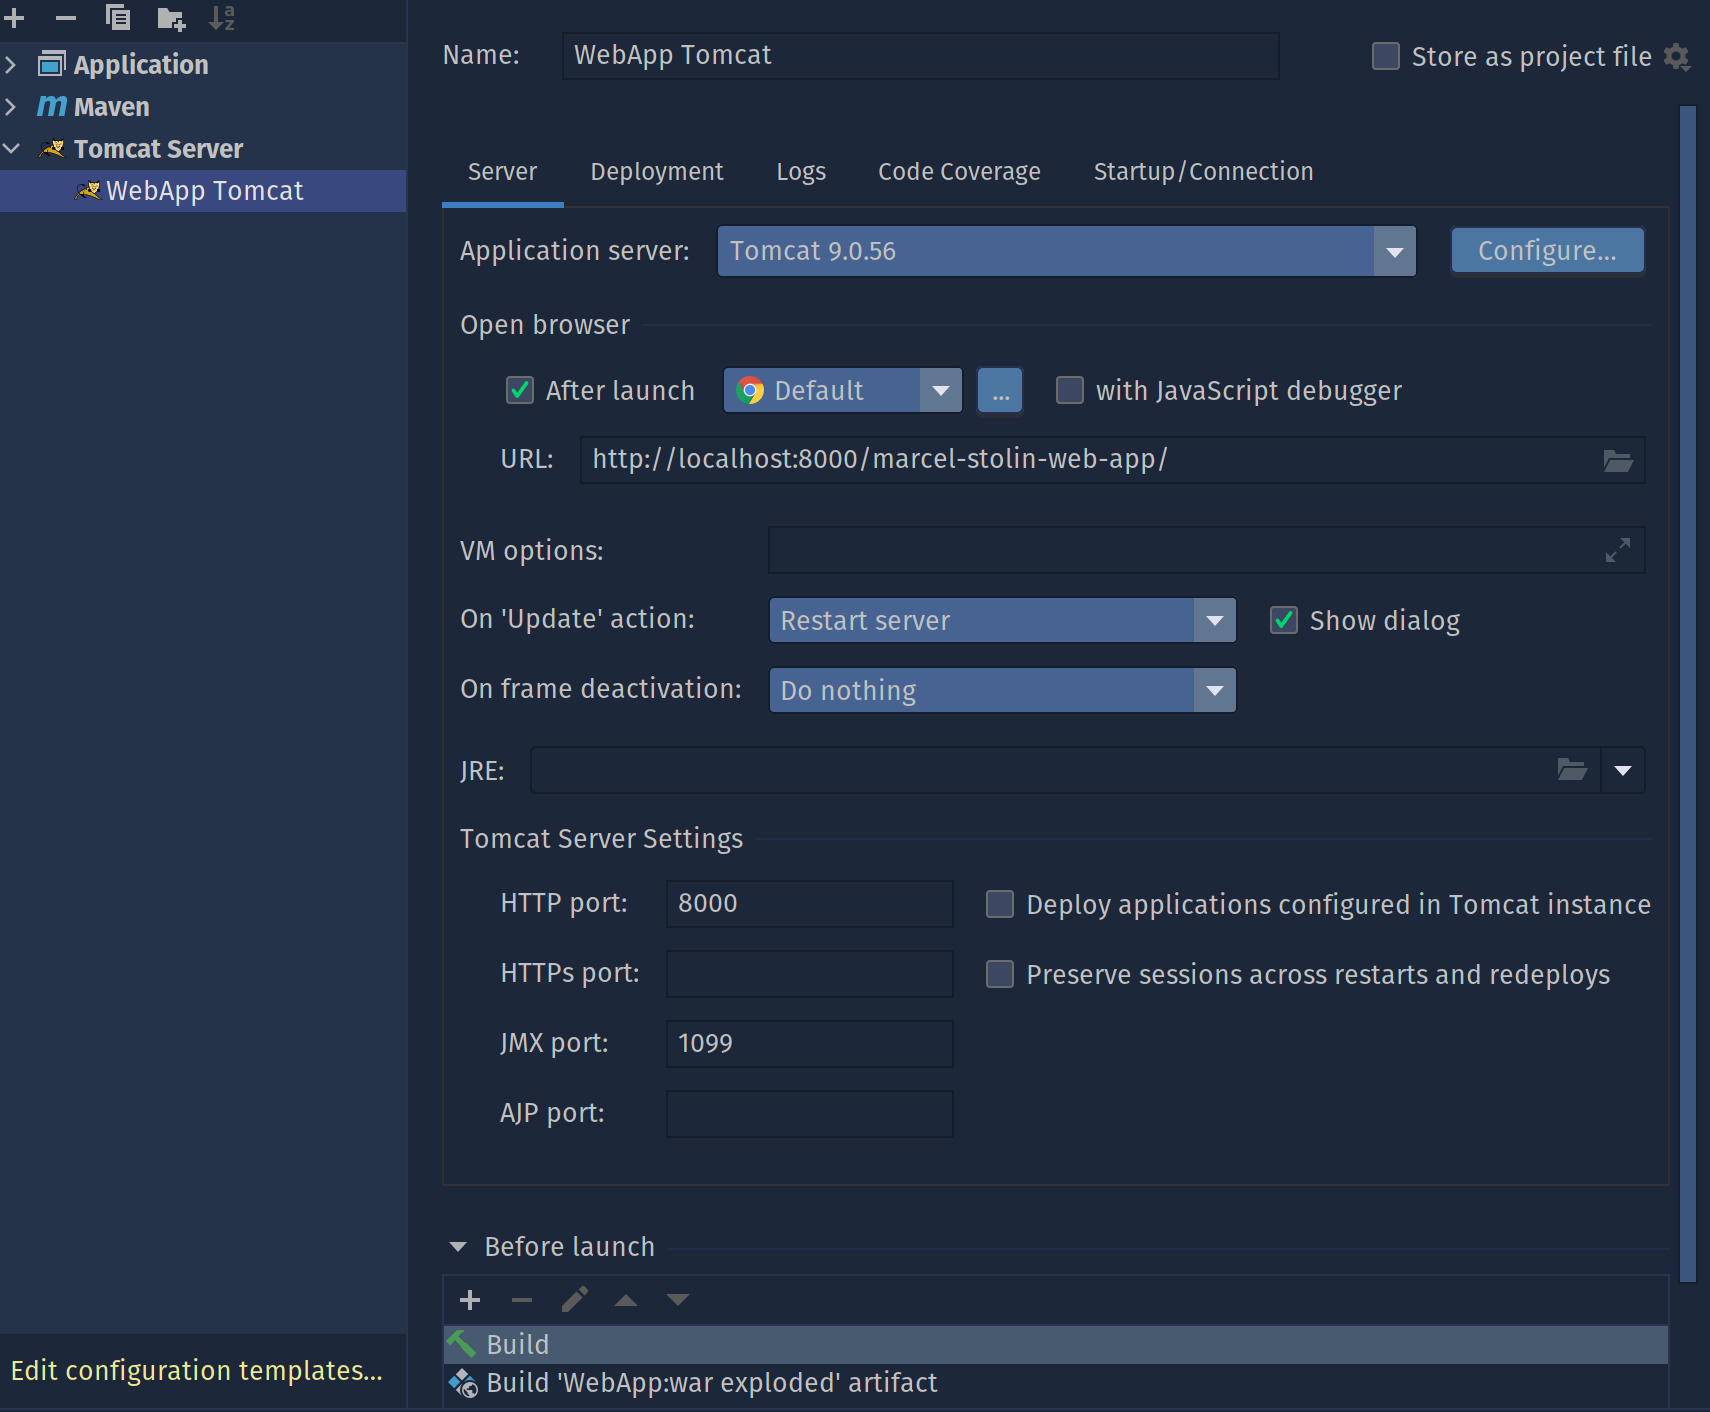 Application
Maven
Tomcat Server
WebApp Tomcat
Edit configuration templates...
Name: WebApp Tomcat
Store as project file
Server Deployment Logs Code Coverage Startup/Connection
Application server: Tomcat 9.0.56 Configure...
Open browser
After launch Default ... with JavaScript debugger
URL: http://localhost:8000/marcel-stolin-web-app/
VM options:
On 'Update' action: Restart server Show dialog
On frame deactivation: Do nothing
JRE:
Tomcat Server Settings
HTTP port: 8000 Deploy applications configured in Tomcat instance
HTTPs port: Preserve sessions across restarts and redeploys
JMX port: 1099
AJP port:
Before launch
Build
Build 'WebApp:war exploded' artifact